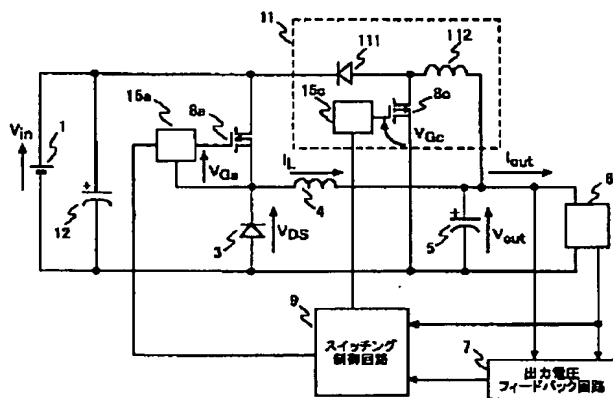 11
111
112
15a
8a
15c
8c
1
Vin
VGa
VGc
IL
Iout
6
12
3
VDS
4
5
Vout
9
スイッチング
制御回路
7
出力電圧
フィードバック回路